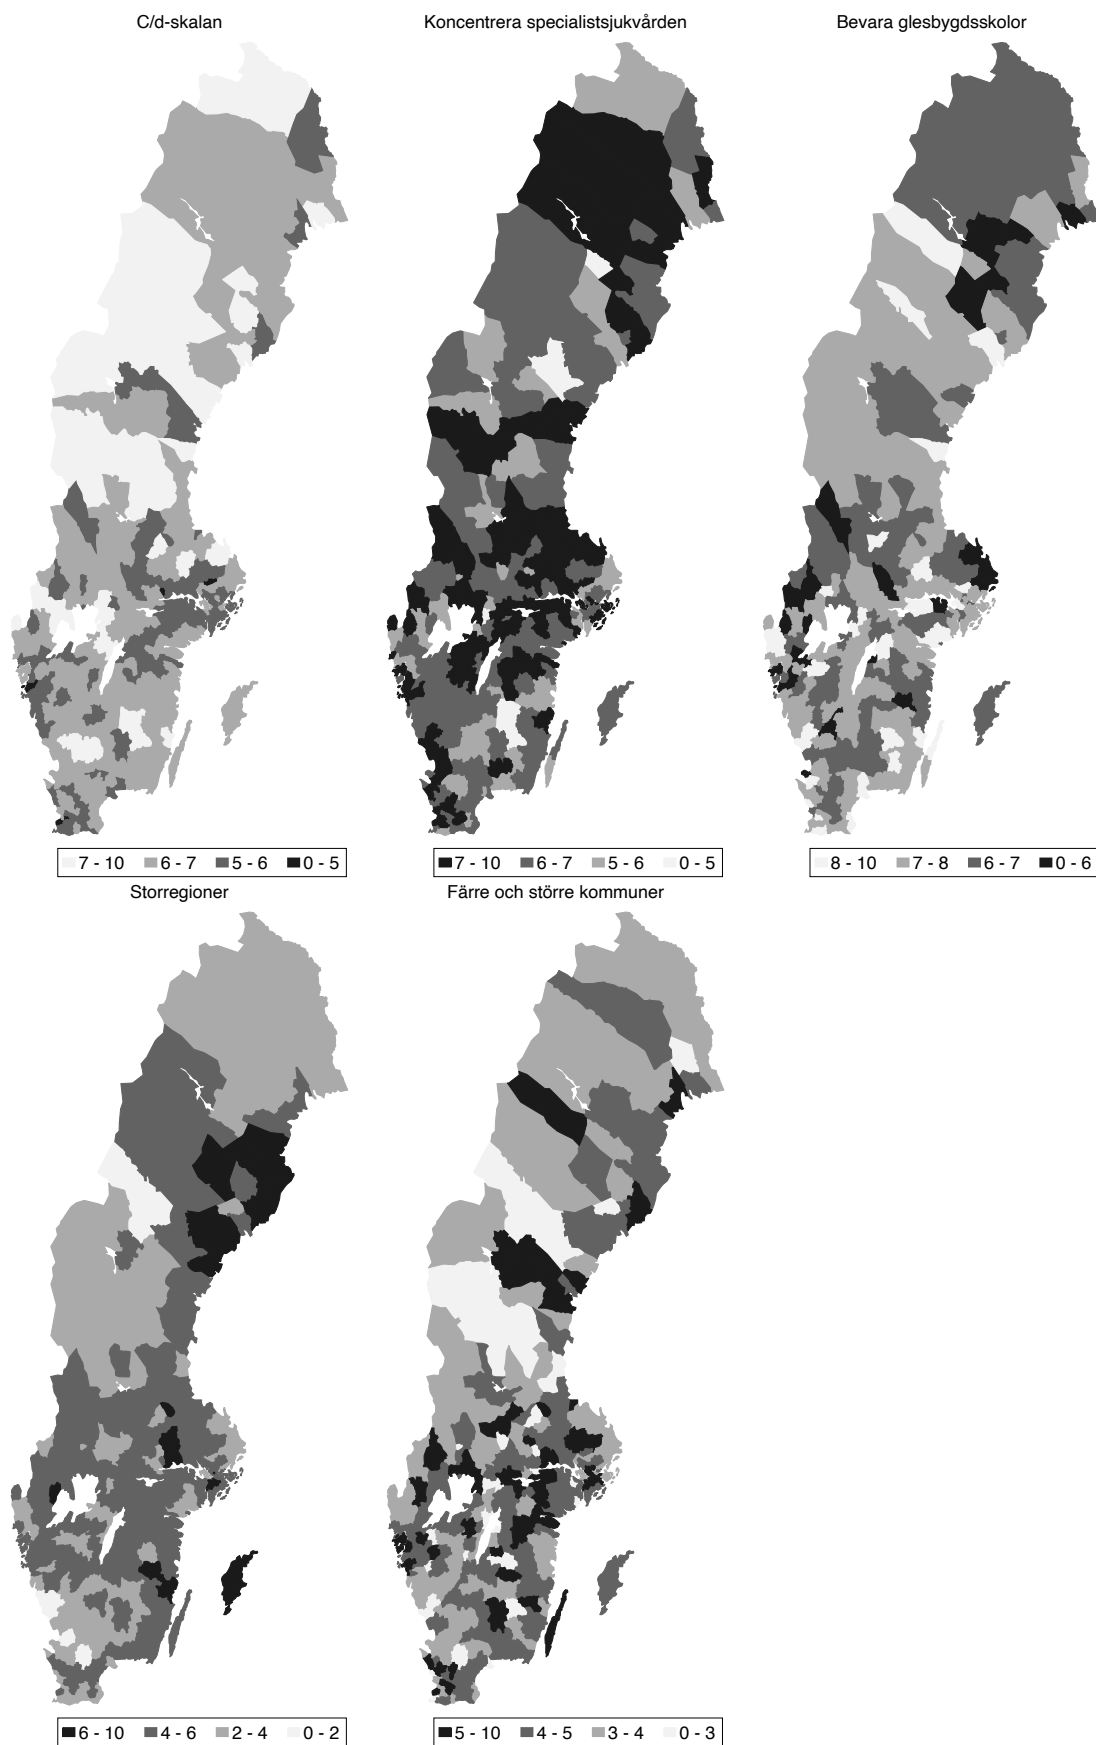 C/d-skalan
Koncentrera specialistsjukvården
Bevara glesbygdsskolor
7 - 10 6 - 7 5 - 6 0 - 5
7 - 10 6 - 7 5 - 6 0 - 5
8 - 10 7 - 8 6 - 7 0 - 6
Storregioner
Färre och större kommuner
6 - 10 4 - 6 2 - 4 0 - 2
5 - 10 4 - 5 3 - 4 0 - 3